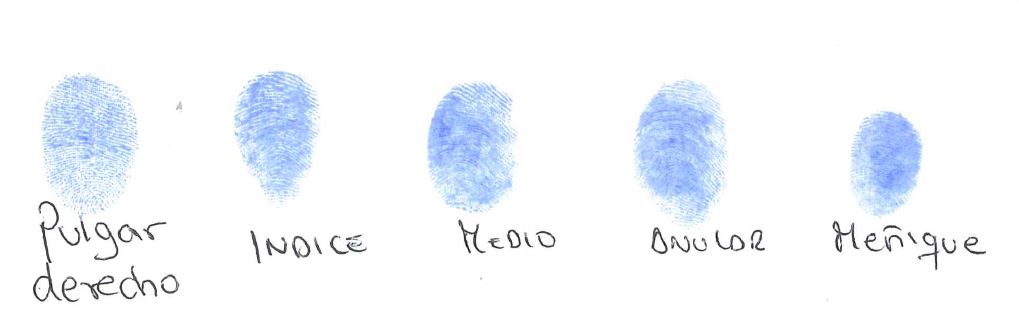 Pulgar
derecho
INDICE
MEDIO
ANULAR
Meñique